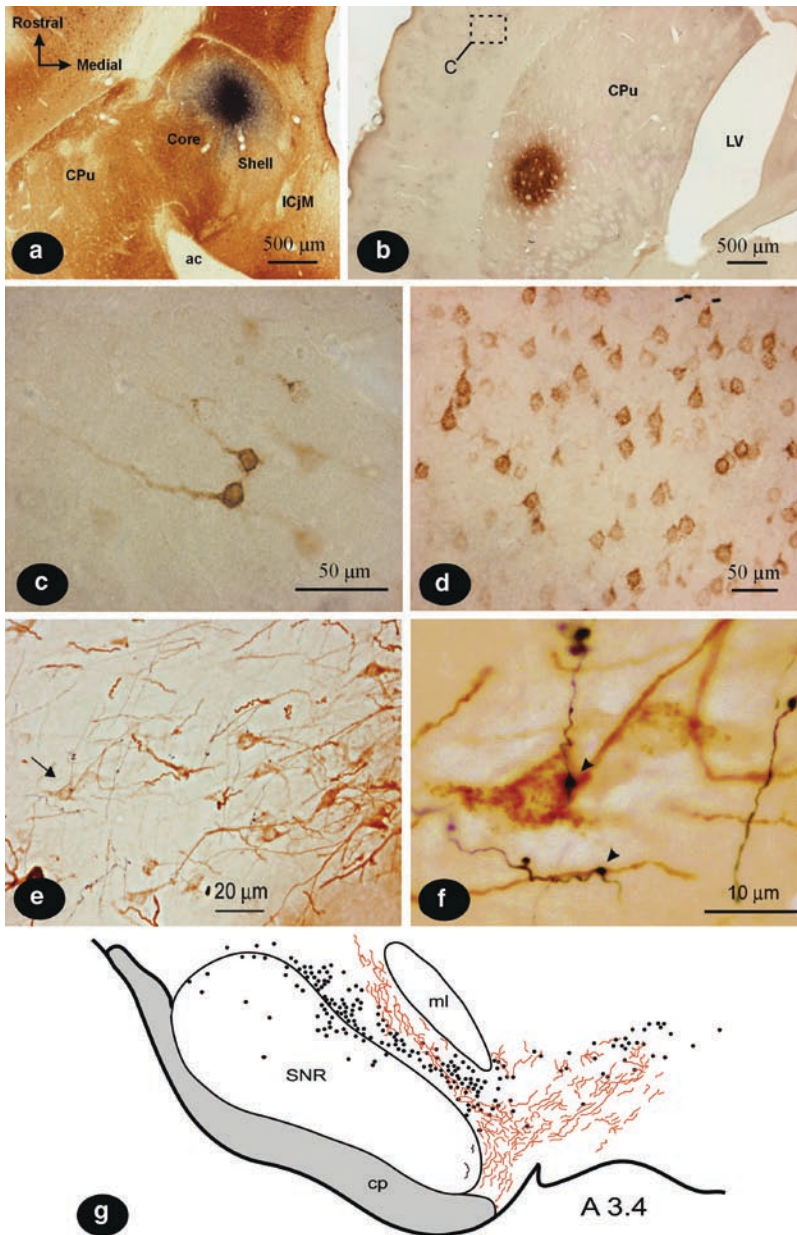 Rostral
Medial
Core
Shell
CPu
ICjM
ac
500 μm
a
C
CPu
LV
500 μm
b
50 μm
c
50 μm
d
20 μm
e
10 μm
f
ml
SNR
cp
A 3.4
g